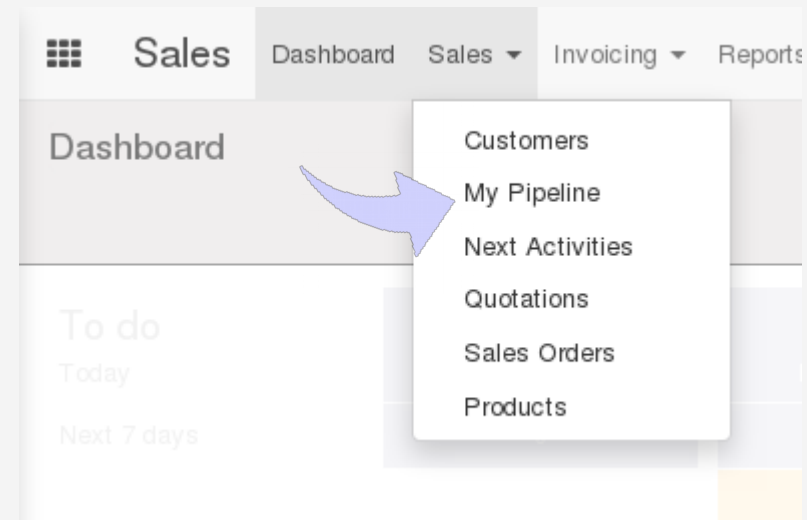 Sales Dashboard Sales Invoicing Reports
Dashboard
Customers
My Pipeline
Next Activities
Quotations
Sales Orders
Products
To do
Today
Next 7 days